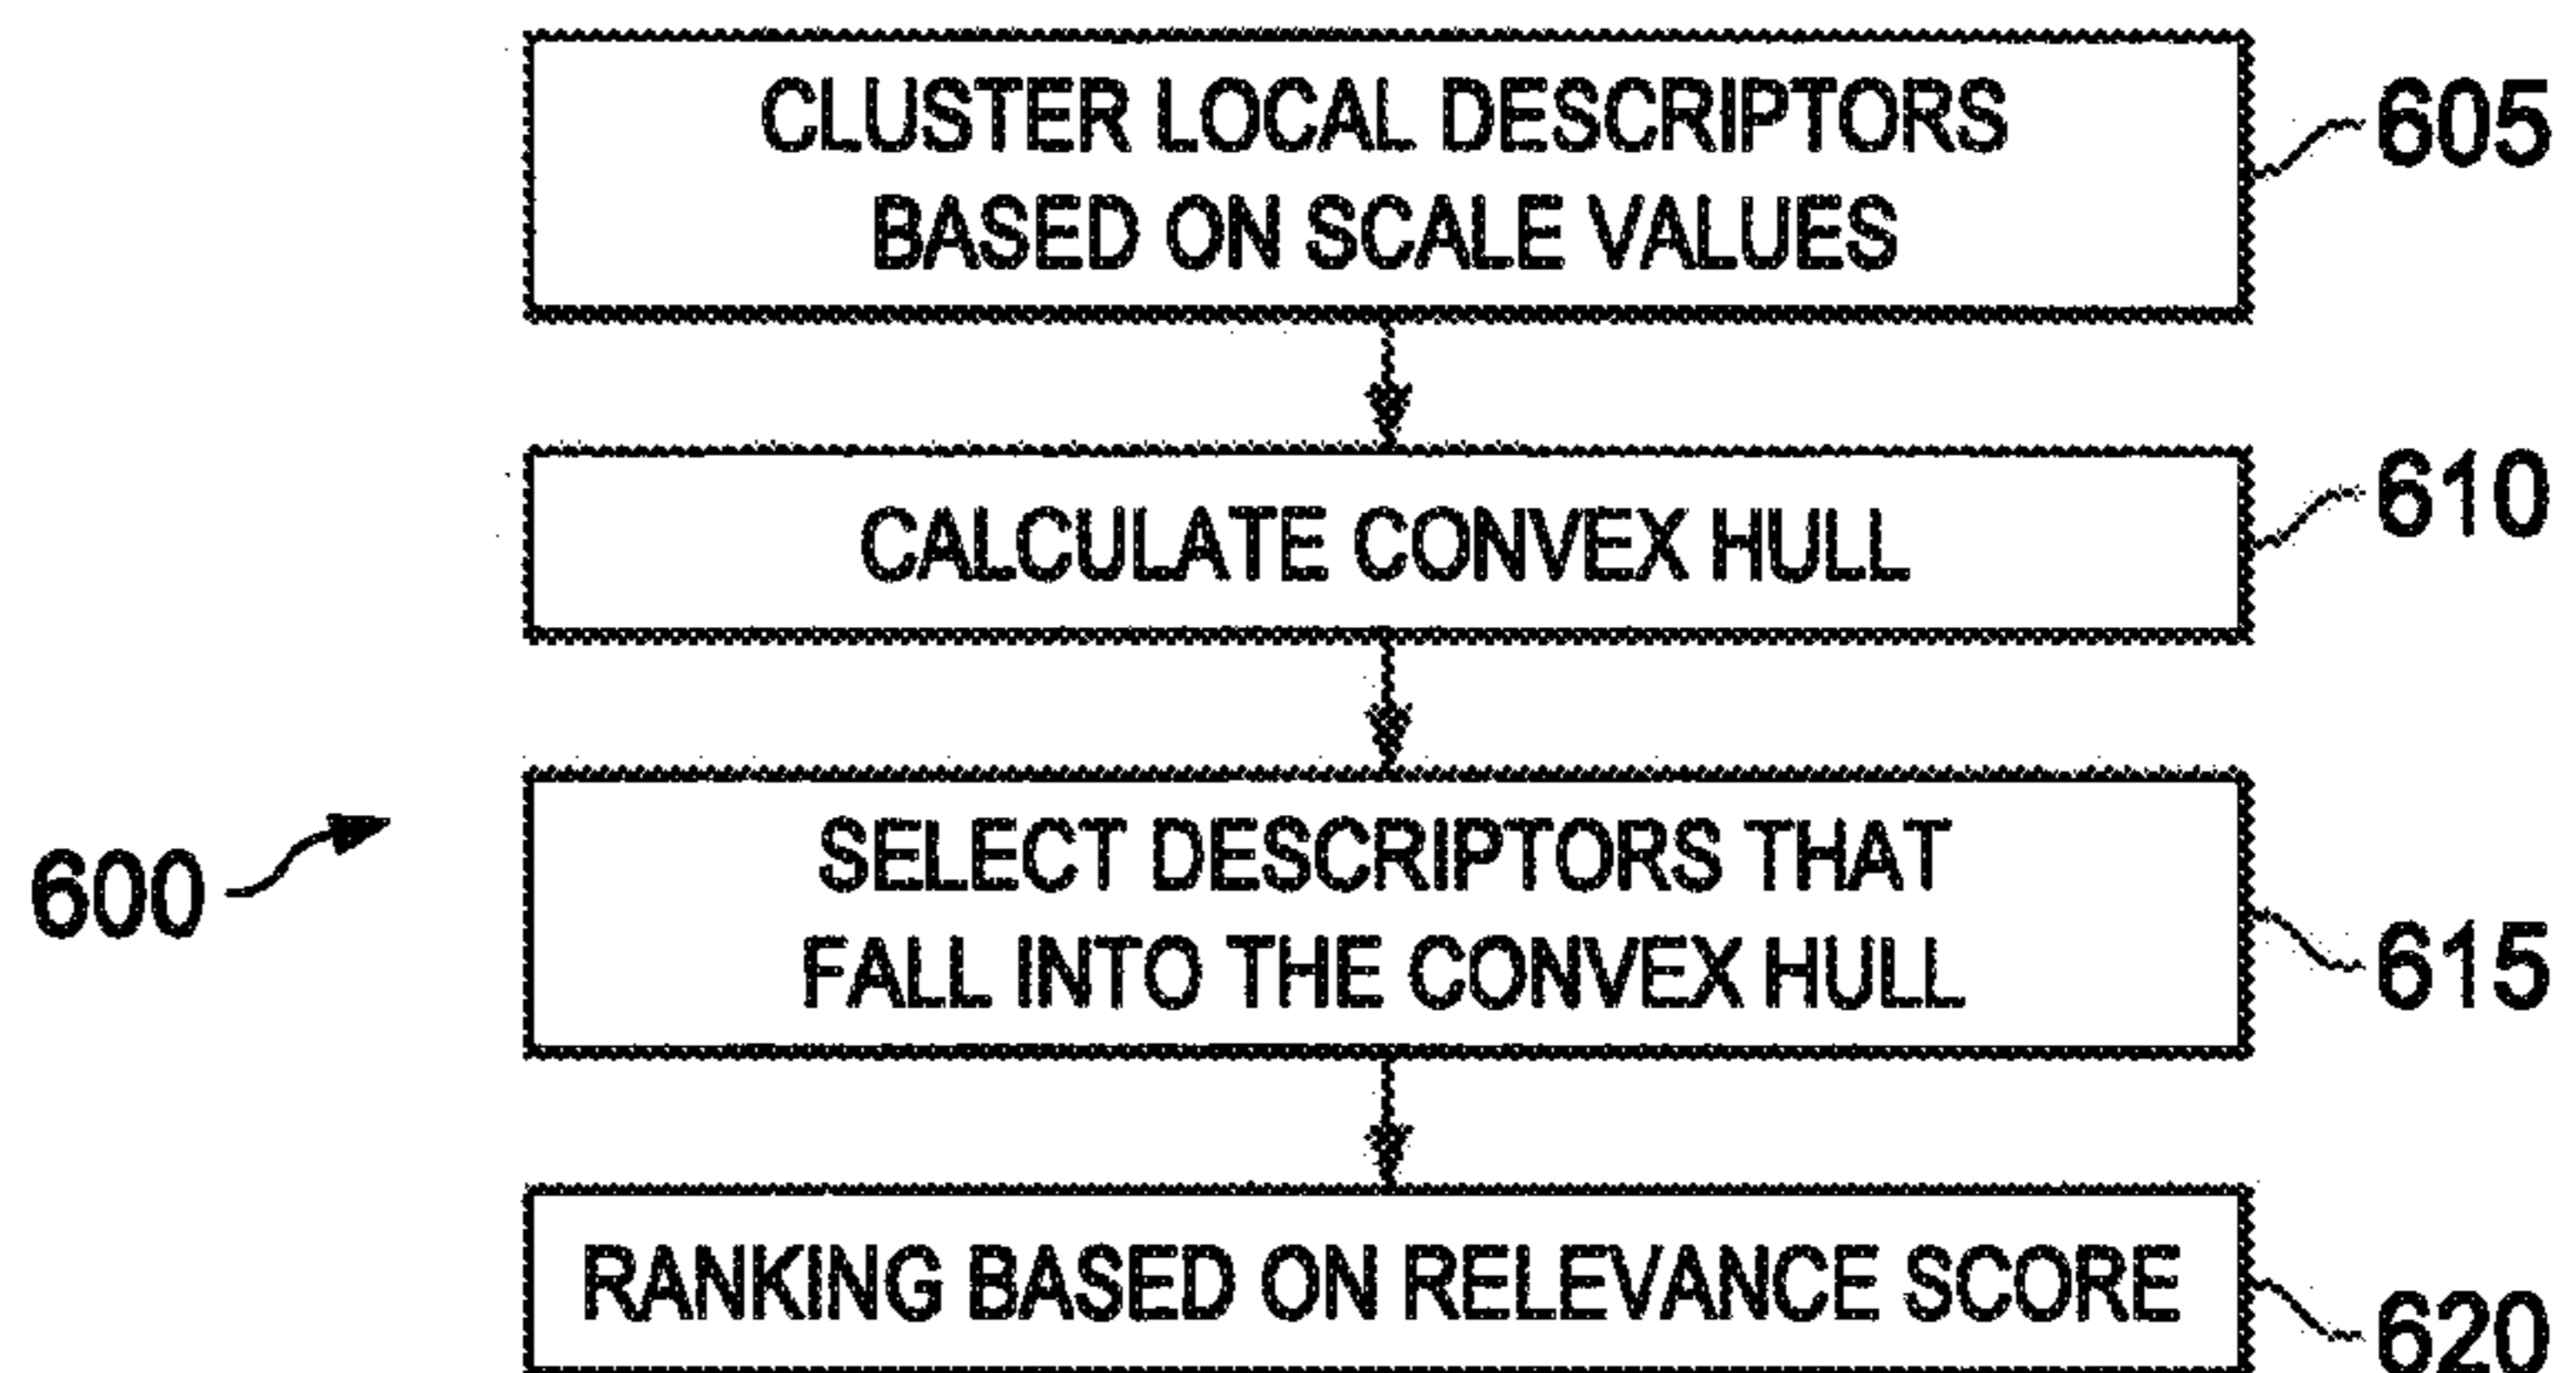 CLUSTER LOCAL DESCRIPTORS
BASED ON SCALE VALUES
605
CALCULATE CONVEX HULL
610
600
SELECT DESCRIPTORS THAT
FALL INTO THE CONVEX HULL
615
RANKING BASED ON RELEVANCE SCORE
620